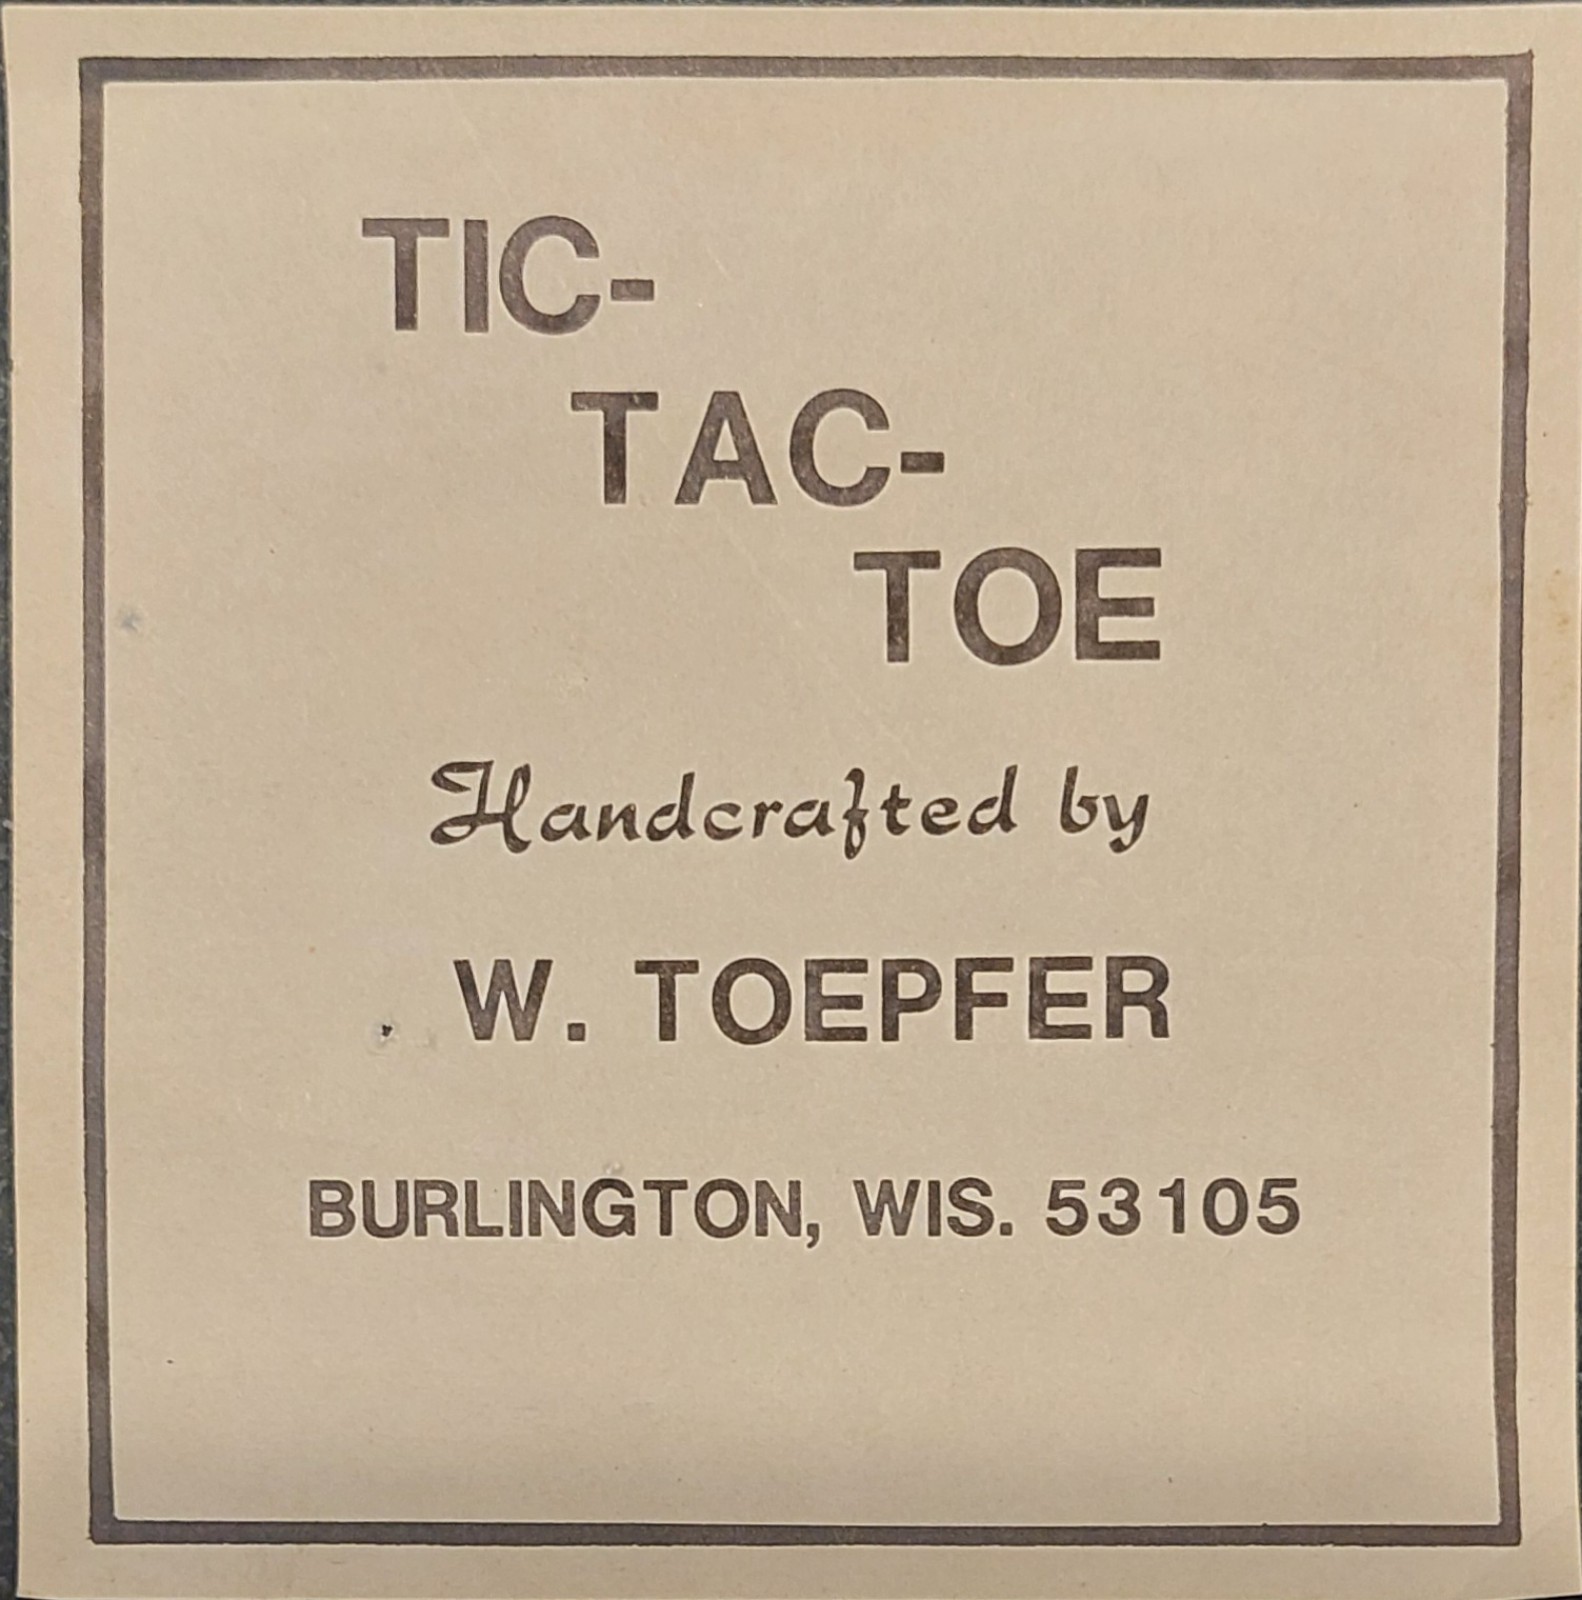 TIC-
TAC-
TOE
Handcrafted by
W. TOEPFER
BURLINGTON, WIS. 53105